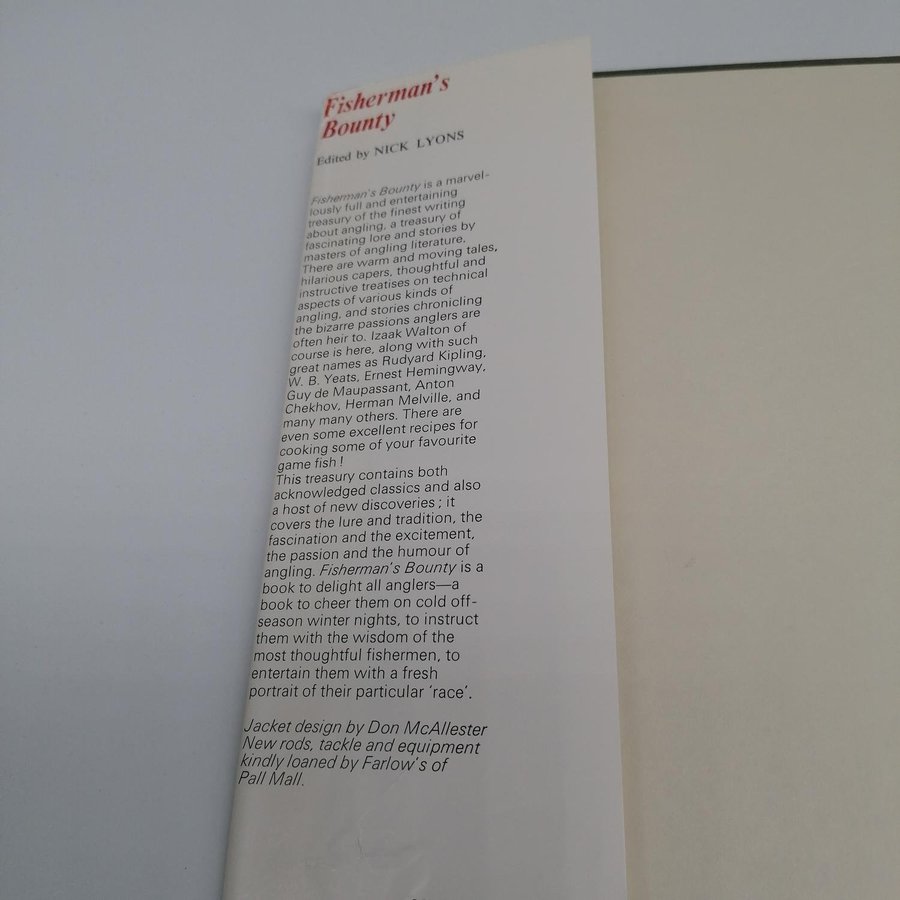 Fisherman's
Bounty
Edited by NICK LYONS
Fisherman's Bounty is a marvel-
lously full and entertaining
treasury of the finest writing
about angling, a treasury of
fascinating lore and stories by
masters of angling literature.
There are warm and moving tales,
hilarious capers, thoughtful and
instructive treatises on technical
aspects of various kinds of
angling, and stories chronicling
the bizarre passions anglers are
often heir to. Izaak Walton of
course is here, along with such
great names as Rudyard Kipling,
W. B. Yeats, Ernest Hemingway,
Guy de Maupassant, Anton
Chekhov, Herman Melville, and
many many others. There are
even some excellent recipes for
cooking some of your favourite
game fish !
This treasury contains both
acknowledged classics and also
a host of new discoveries ; it
covers the lure and tradition, the
fascination and the excitement,
the passion and the humour of
angling. Fisherman's Bounty is a
book to delight all anglers—a
book to cheer them on cold off-
season winter nights, to instruct
them with the wisdom of the
most thoughtful fishermen, to
entertain them with a fresh
portrait of their particular 'race'.
Jacket design by Don McAllester
New rods, tackle and equipment
kindly loaned by Farlow's of
Pall Mall.